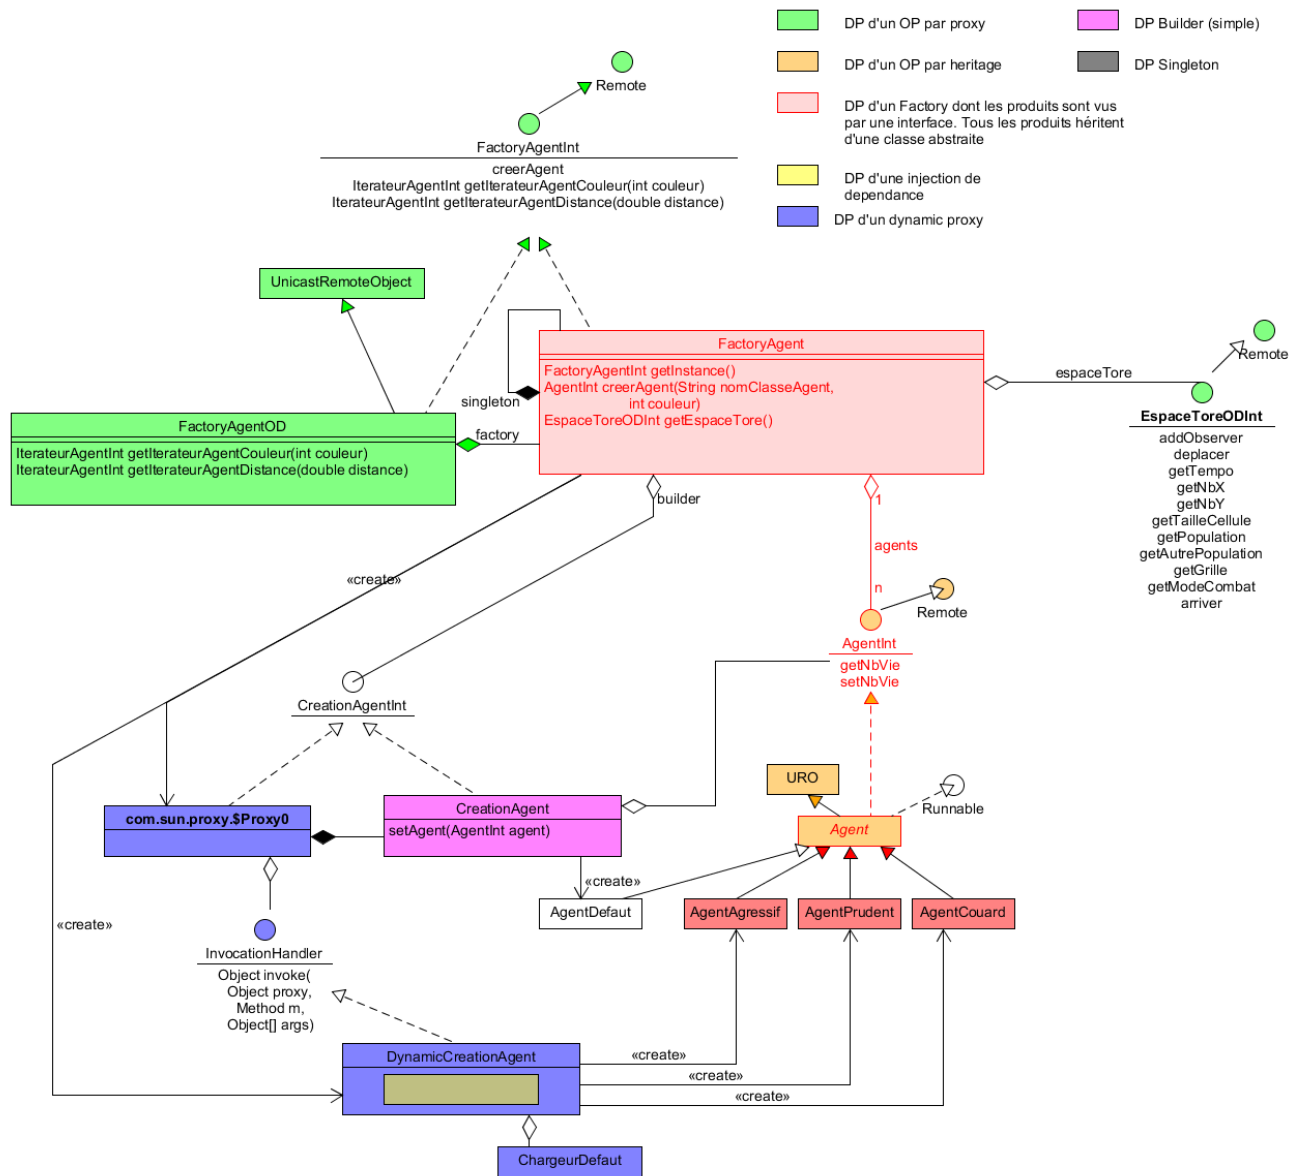 DP d'un OP par proxy
DP Builder (simple)
DP d'un OP par heritage
DP Singleton
DP d'un Factory dont les produits sont vus
par une interface. Tous les produits héritent
d'une classe abstraite
DP d'une injection de
dependance
DP d'un dynamic proxy
Remote
FactoryAgentInt
creerAgent
IterateurAgentInt getIterateurAgentCouleur(int couleur)
IterateurAgentInt getIterateurAgentDistance(double distance)
UnicastRemoteObject
FactoryAgent
FactoryAgentInt getInstance()
AgentInt creerAgent(String nomClasseAgent,
int couleur)
EspaceToreODInt getEspaceTore()
singleton
espaceTore
Remote
EspaceToreODInt
addObserver
deplacer
getTempo
getNbX
getNbY
getTailleCellule
getPopulation
getAutrePopulation
getGrille
getModeCombat
arriver
FactoryAgentOD
IterateurAgentInt getIterateurAgentCouleur(int couleur)
IterateurAgentInt getIterateurAgentDistance(double distance)
factory
builder
1
agents
n
«create»
Remote
AgentInt
getNbVie
setNbVie
CreationAgentInt
URO
Runnable
Agent
com.sun.proxy.$Proxy0
CreationAgent
setAgent(AgentInt agent)
«create»
AgentDefaut
AgentAgressif
AgentPrudent
AgentCouard
«create»
InvocationHandler
Object invoke(
Object proxy,
Method m,
Object[] args)
DynamicCreationAgent
«create»
«create»
«create»
ChargeurDefaut